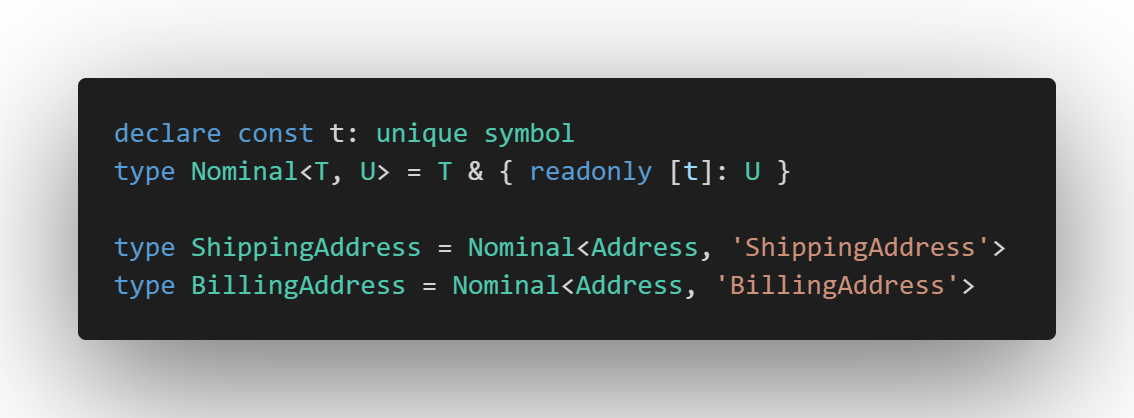 declare const t: unique symbol
type Nominal<T, U> = T & { readonly [t]: U }
type ShippingAddress = Nominal<Address, 'ShippingAddress'>
type BillingAddress = Nominal<Address, 'BillingAddress'>